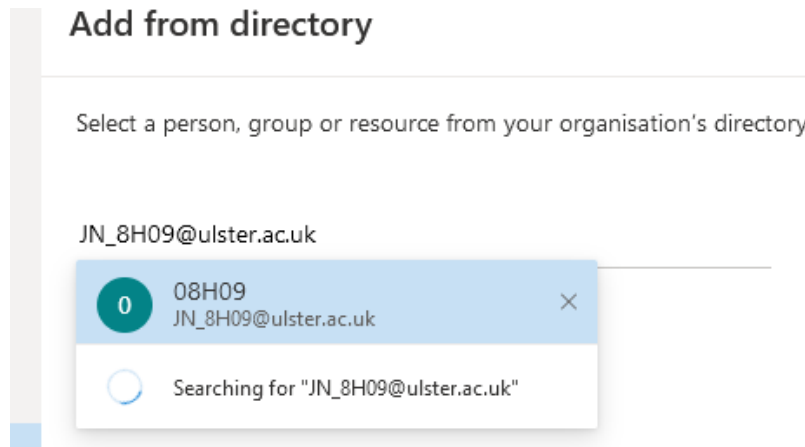 Add from directory
Select a person, group or resource from your organisation's directory
JN_8H09@ulster.ac.uk
0
08H09
JN_8H09@ulster.ac.uk
Searching for "JN_8H09@ulster.ac.uk"